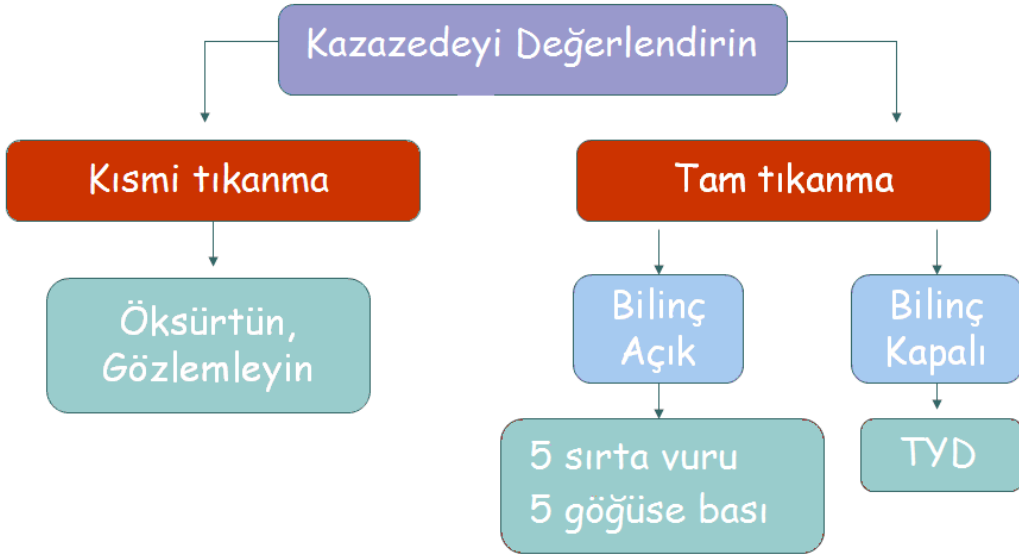 Kazazedeyi Değerlendirin
Kısmi tıkanma
Tam tıkanma
Öksürtün,
Gözlemleyin
Bilinç
Açık
Bilinç
Kapalı
5 sırta vuru
5 göğüse bası
TYD